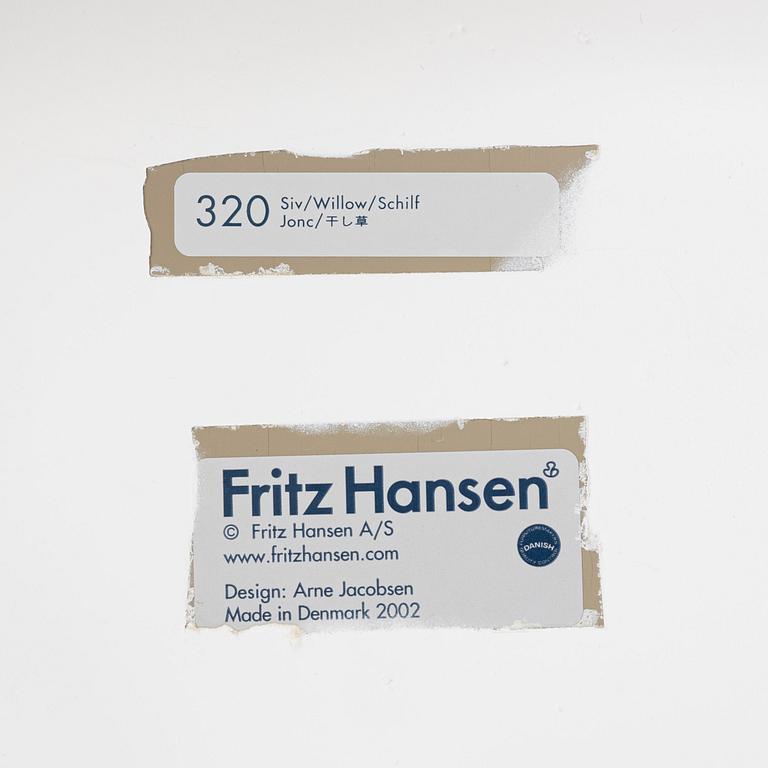 320 Siv/Willow/Schilf
Jonc/干し草
Fritz Hansen
© Fritz Hansen A/S
www.fritzhansen.com
DANISH
Design: Arne Jacobsen
Made in Denmark 2002